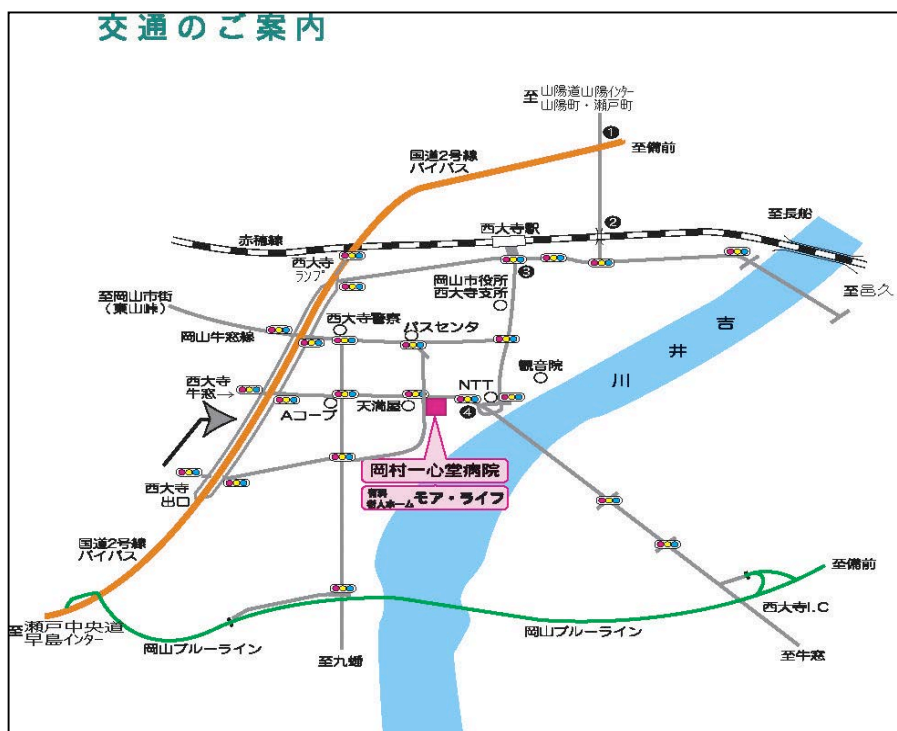 交通のご案内
至山陽道山陽インター
山陽町・瀬戸町
❶
国道2号線
バイパス
至備前
至長船
西大寺駅
❷
赤穂線
西大寺
ランプ
❸
岡山市役所
西大寺支所
至邑久
至岡山市街
(東山峠)
西大寺警察
バスセンタ
岡山牛窓線
吉
井
川
観音院
西大寺
牛窓→
NTT
Aコープ
天満屋
❹
岡村一心堂病院
有料
老人ホーム モア・ライフ
西大寺
出口
国道2号線
バイパス
至備前
西大寺I.C
至瀬戸中央道
早島インター
岡山ブルーライン
岡山ブルーライン
至九蟠
至牛窓